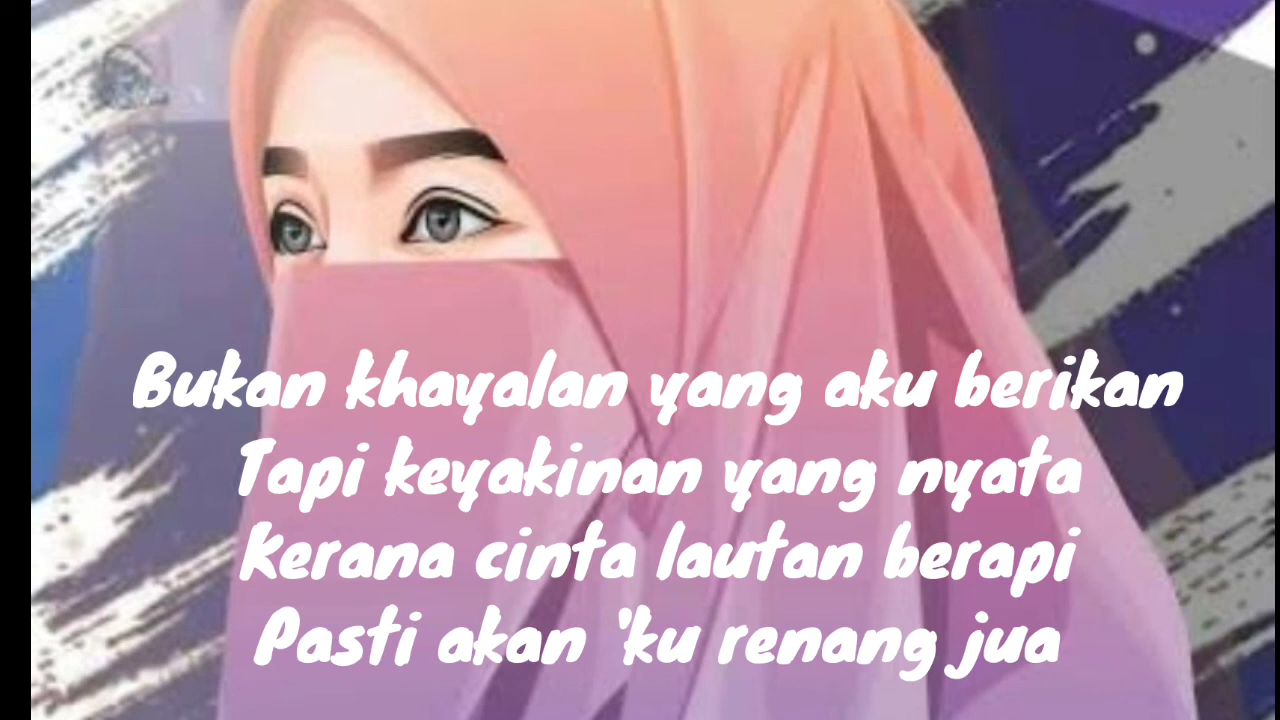 Bukan khayalan yang aku berikan
Tapi keyakinan yang nyata
Kerana cinta lautan berapi
Pasti akan 'ku renang jua